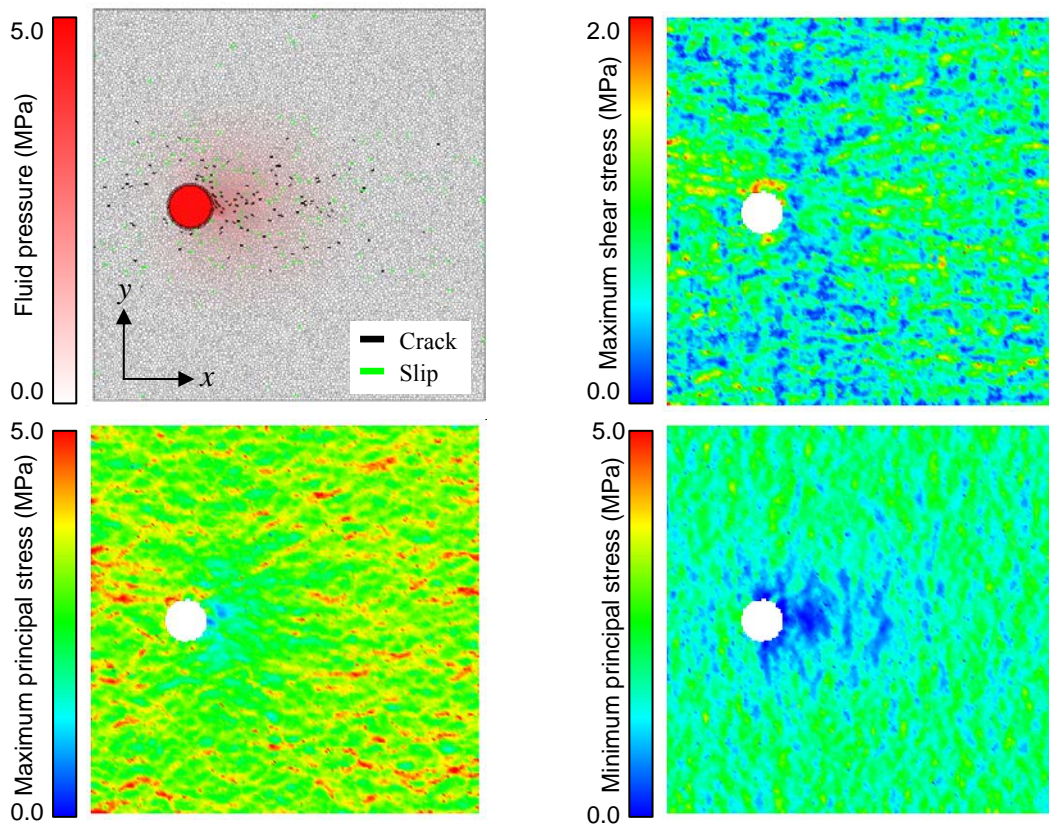 5.0
Fluid pressure (MPa)
0.0
y
x
Crack
Slip
2.0
Maximum shear stress (MPa)
0.0
5.0
Maximum principal stress (MPa)
0.0
5.0
Minimum principal stress (MPa)
0.0